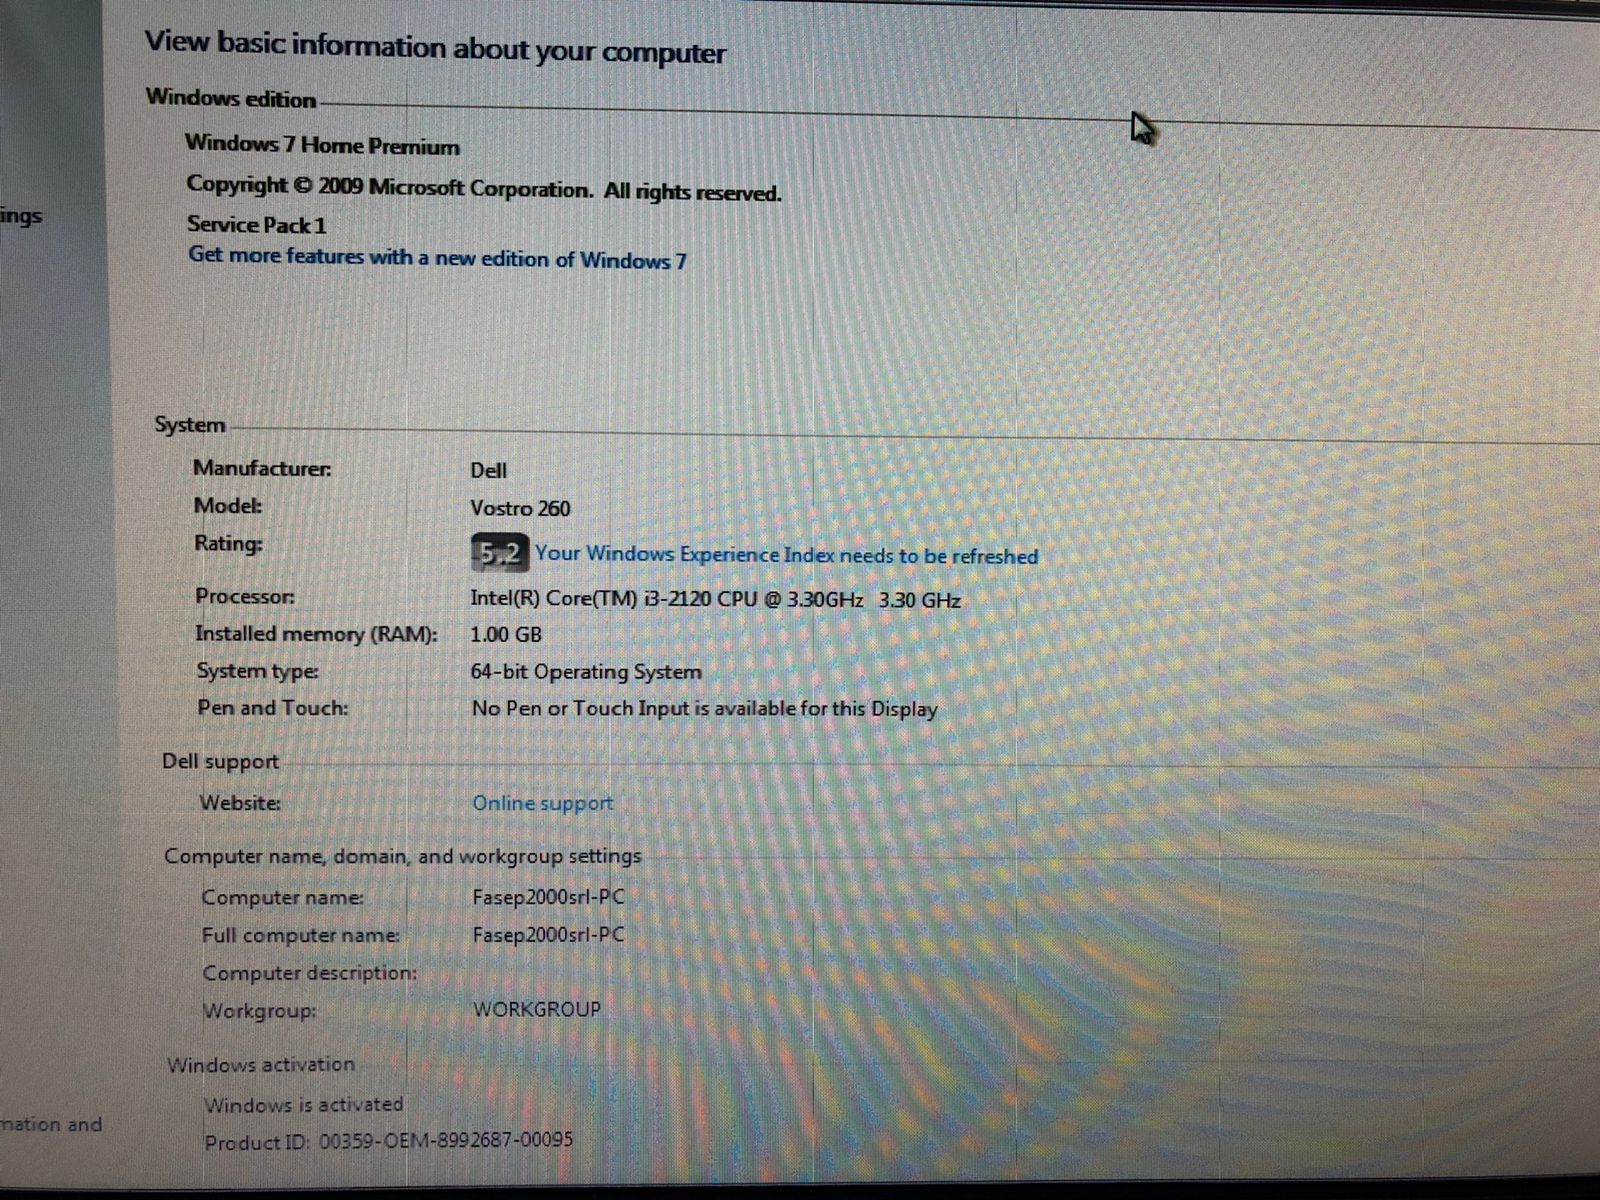 View basic information about your computer
Windows edition
Windows 7 Home Premium
Copyright © 2009 Microsoft Corporation. All rights reserved.
ings
Service Pack 1
Get more features with a new edition of Windows 7
System
Manufacturer: Dell
Model: Vostro 260
Rating: 5.2 Your Windows Experience Index needs to be refreshed
Processor: Intel(R) Core(TM) i3-2120 CPU @ 3.30GHz 3.30 GHz
Installed memory (RAM): 1.00 GB
System type: 64-bit Operating System
Pen and Touch: No Pen or Touch Input is available for this Display
Dell support
Website: Online support
Computer name, domain, and workgroup settings
Computer name: Fasep2000srl-PC
Full computer name: Fasep2000srl-PC
Computer description:
Workgroup: WORKGROUP
Windows activation
Windows is activated
mation and
Product ID: 00359-OEM-8992687-00095